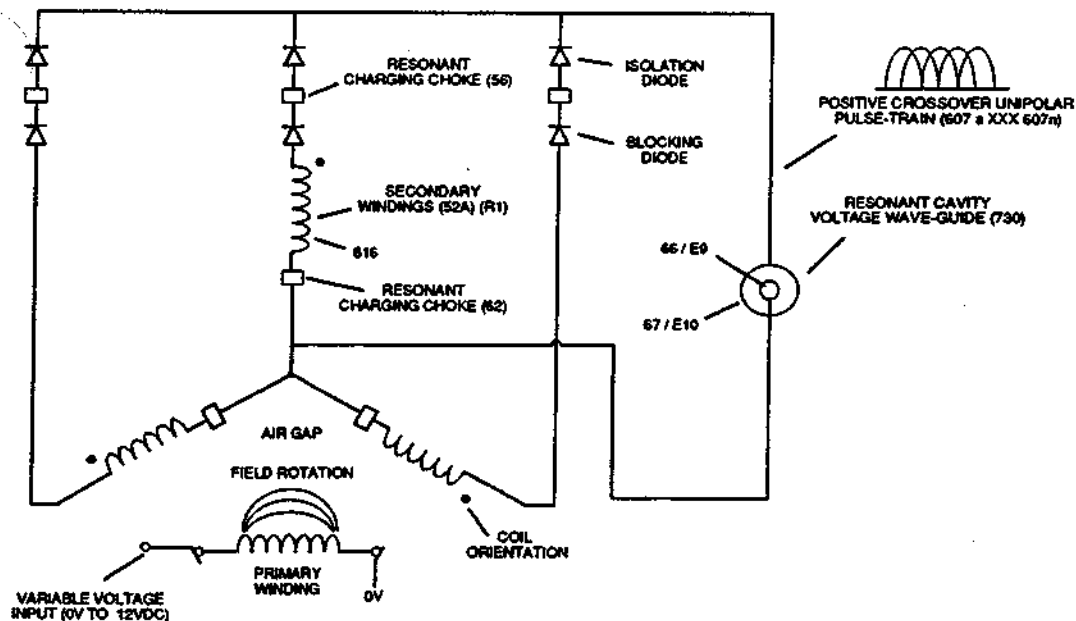 RESONANT
CHARGING CHOKE (56)
ISOLATION
DIODE
POSITIVE CROSSOVER UNIPOLAR
PULSE-TRAIN (607 a XXX 607n)
BLOCKING
DIODE
SECONDARY
WINDINGS (52A) (R1)
616
RESONANT CAVITY
VOLTAGE WAVE-GUIDE (730)
66 / E9
RESONANT
CHARGING CHOKE (62)
67 / E10
AIR GAP
FIELD ROTATION
COIL
ORIENTATION
PRIMARY
WINDING
0V
VARIABLE VOLTAGE
INPUT (0V TO 12VDC)